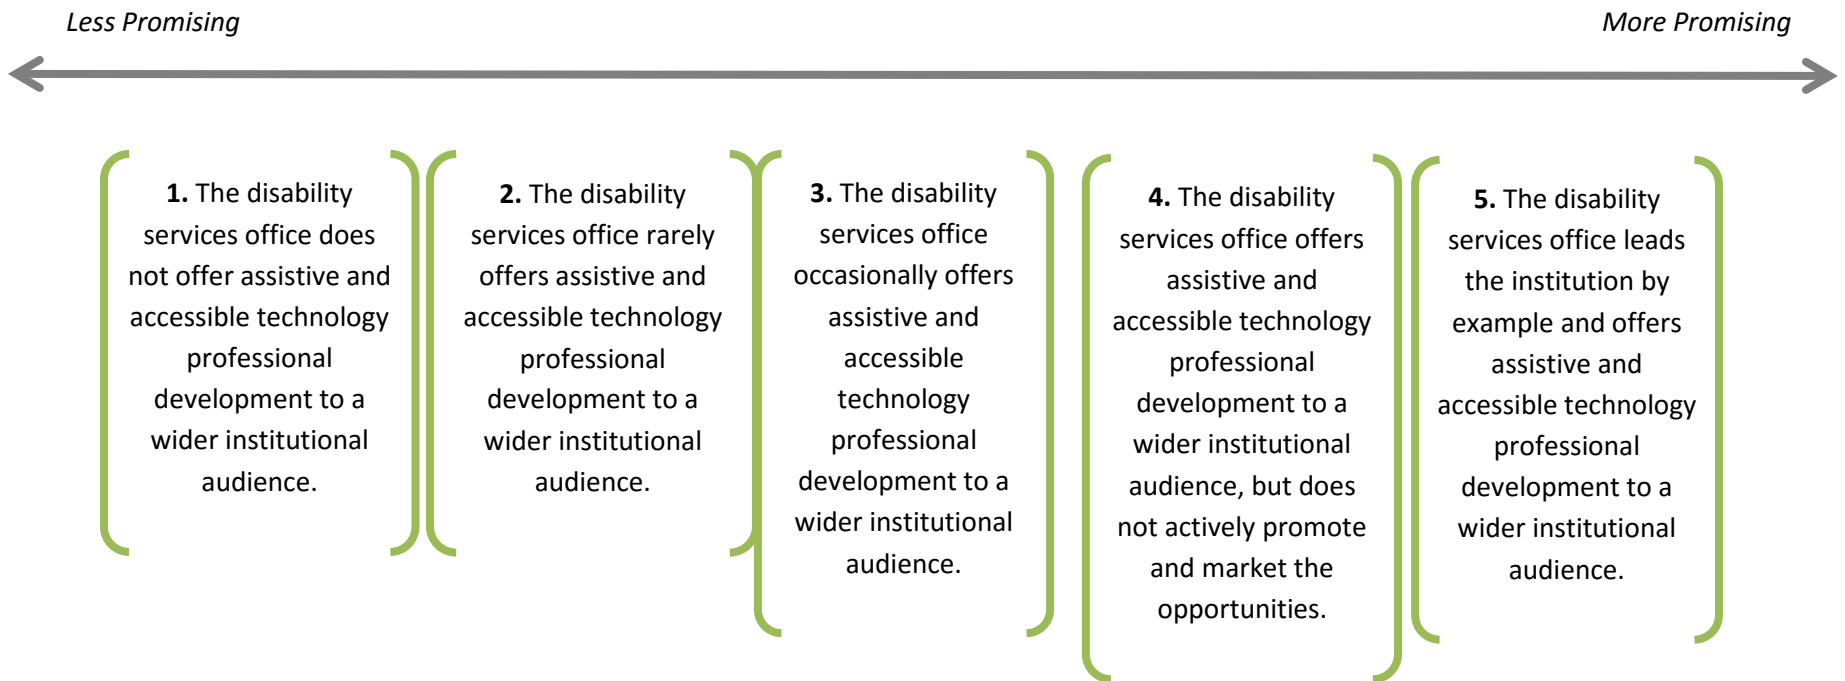 Less Promising
More Promising
1. The disability
services office does
not offer assistive and
accessible technology
professional
development to a
wider institutional
audience.
2. The disability
services office rarely
offers assistive and
accessible technology
professional
development to a
wider institutional
audience.
3. The disability
services office
occasionally offers
assistive and
accessible
technology
professional
development to a
wider institutional
audience.
4. The disability
services office offers
assistive and
accessible technology
professional
development to a
wider institutional
audience, but does
not actively promote
and market the
opportunities.
5. The disability
services office leads
the institution by
example and offers
assistive and
accessible technology
professional
development to a
wider institutional
audience.